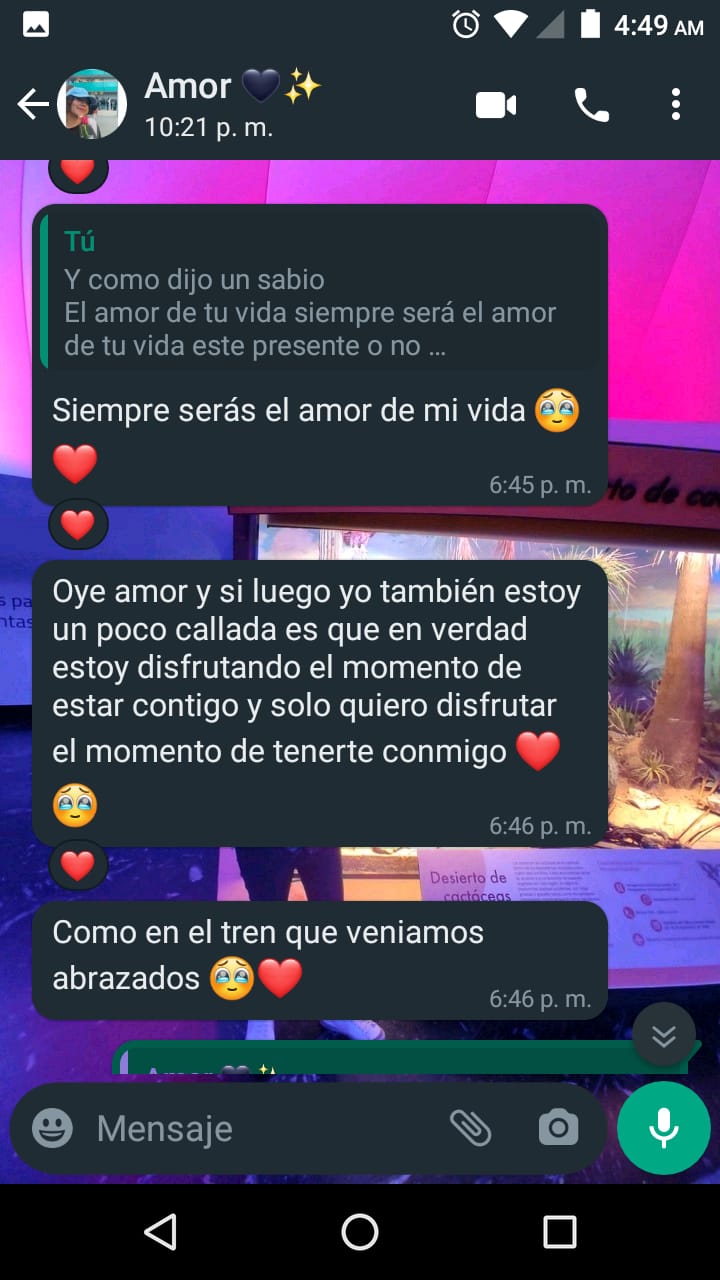 4:49 AM
Amor 🖤✨
10:21 p. m.
❤️
Tú
Y como dijo un sabio
El amor de tu vida siempre será el amor
de tu vida este presente o no ...
Siempre serás el amor de mi vida 🥹
❤️
6:45 p. m.
❤️
Oye amor y si luego yo también estoy
un poco callada es que en verdad
estoy disfrutando el momento de
estar contigo y solo quiero disfrutar
el momento de tenerte conmigo ❤️
🥹
6:46 p. m.
❤️
Desierto de
cactáceas
Como en el tren que veniamos
abrazados 🥹❤️
6:46 p. m.
Amor 🖤✨
Mensaje